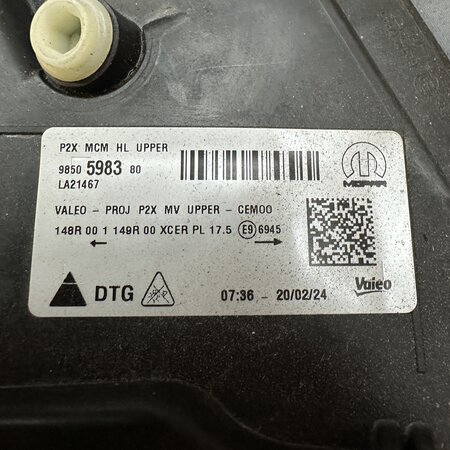 P2X MCM HL UPPER
9850 5983 80
LA21467
MOPAR
VALEO - PROJ P2X MV UPPER - CEMOO
148R 00 1 149R 00 XCER PL 17.5 E9 6945
DTG
07:36 - 20/02/24
Valeo